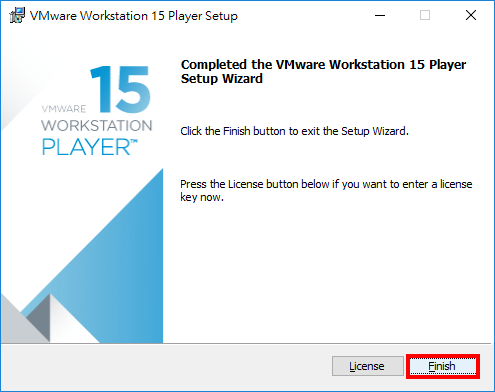 VMware Workstation 15 Player Setup
Completed the VMware Workstation 15 Player
Setup Wizard
15
VMWARE
WORKSTATION
PLAYER™
Click the Finish button to exit the Setup Wizard.
Press the License button below if you want to enter a license
key now.
License
Finish